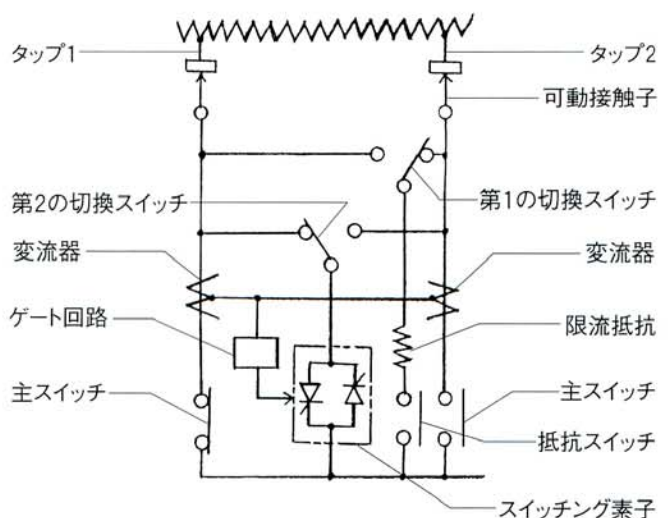 タップ1
タップ2
可動接触子
第2の切換スイッチ
第1の切換スイッチ
変流器
変流器
ゲート回路
限流抵抗
主スイッチ
主スイッチ
抵抗スイッチ
スイッチング素子